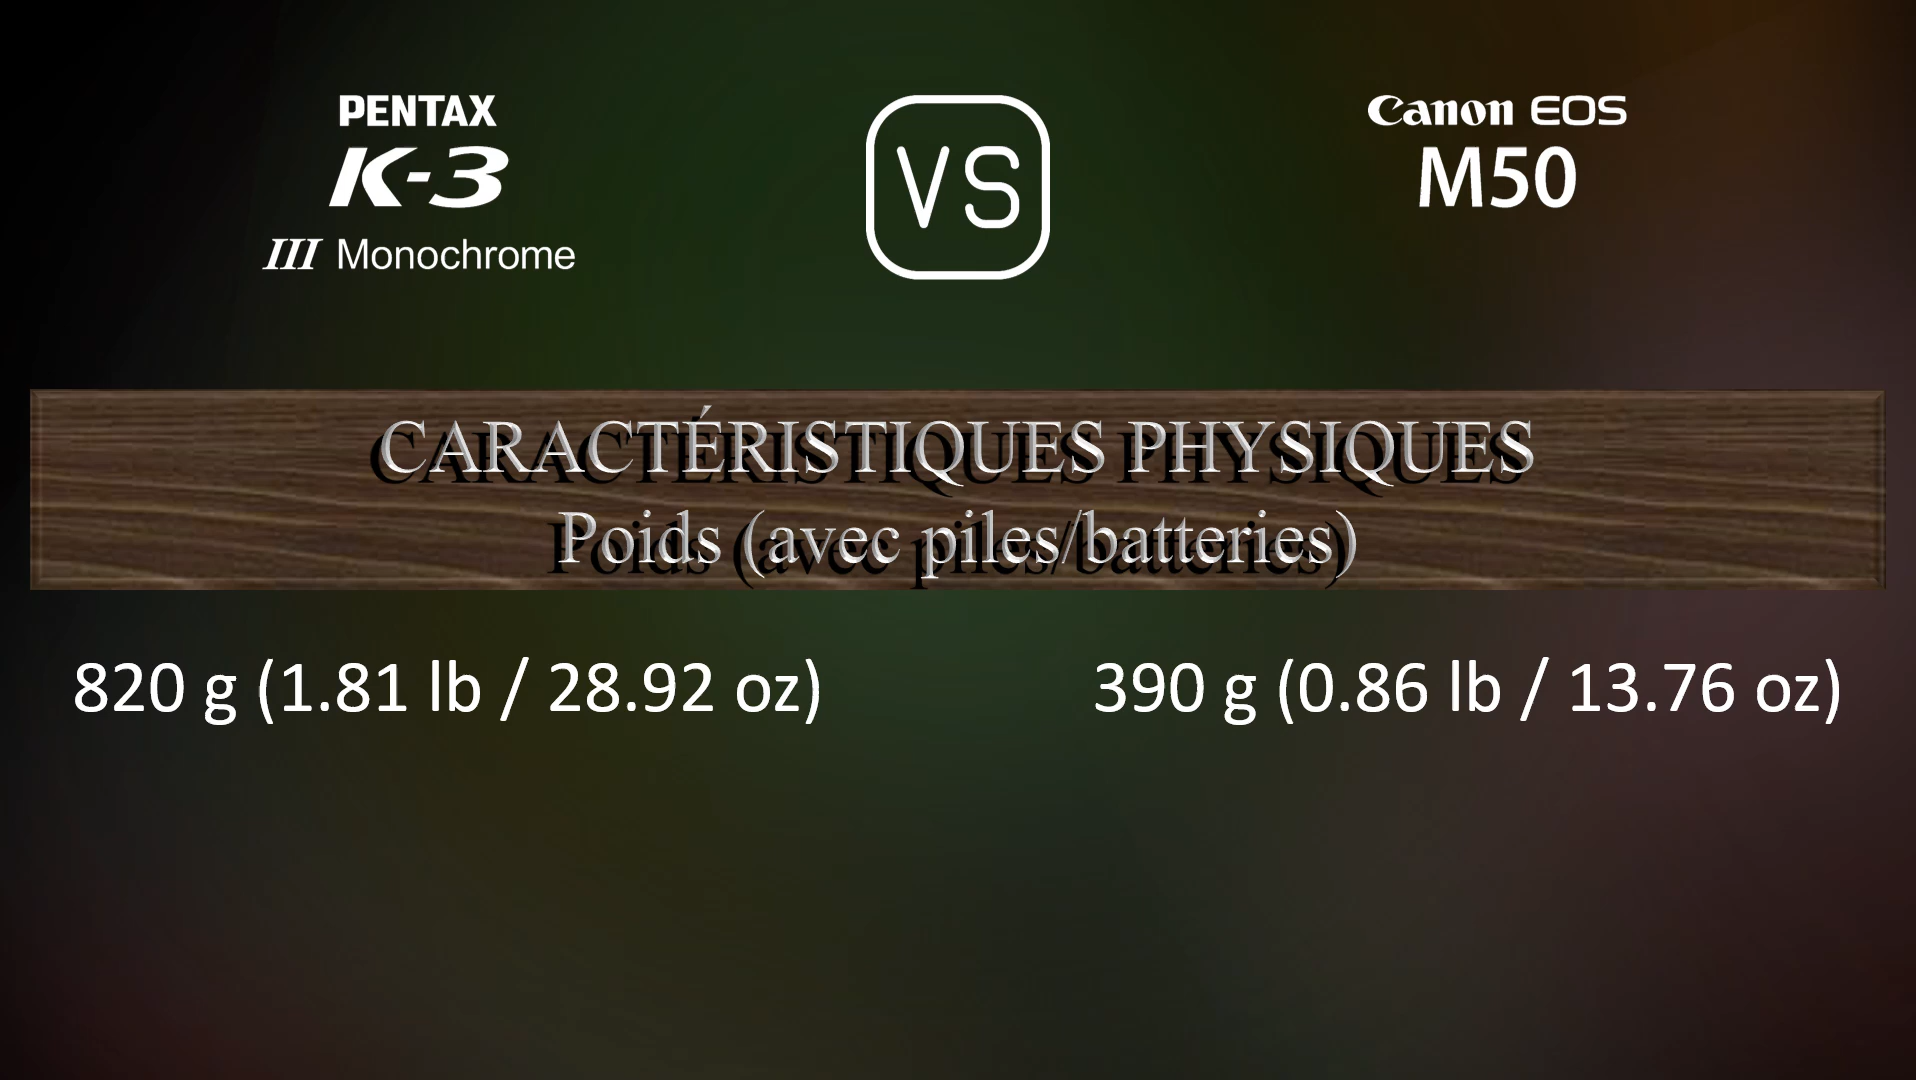 PENTAX
K-3
III Monochrome
VS
Canon EOS
M50
CARACTÉRISTIQUES PHYSIQUES
Poids (avec piles/batteries)
820 g (1.81 lb / 28.92 oz)
390 g (0.86 lb / 13.76 oz)